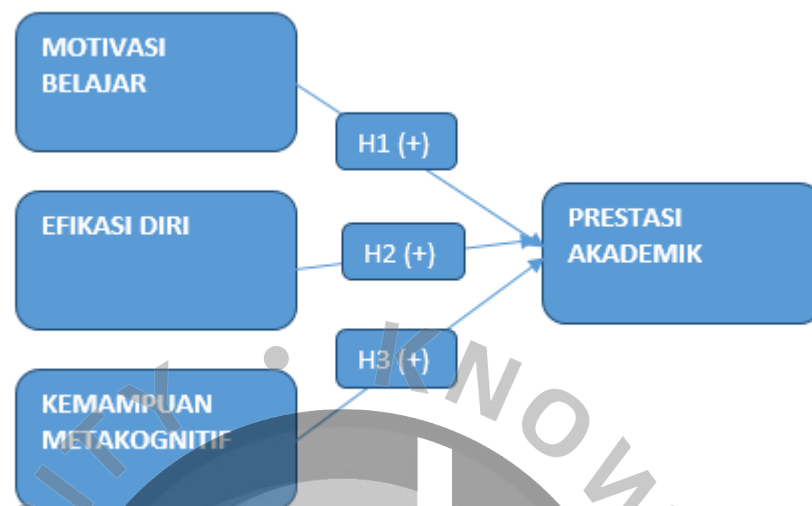 MOTIVASI
BELAJAR
H1 (+)
EFIKASI DIRI
H2 (+)
PRESTASI
AKADEMIK
H3 (+)
KEMAMPUAN
METAKOGNITIF